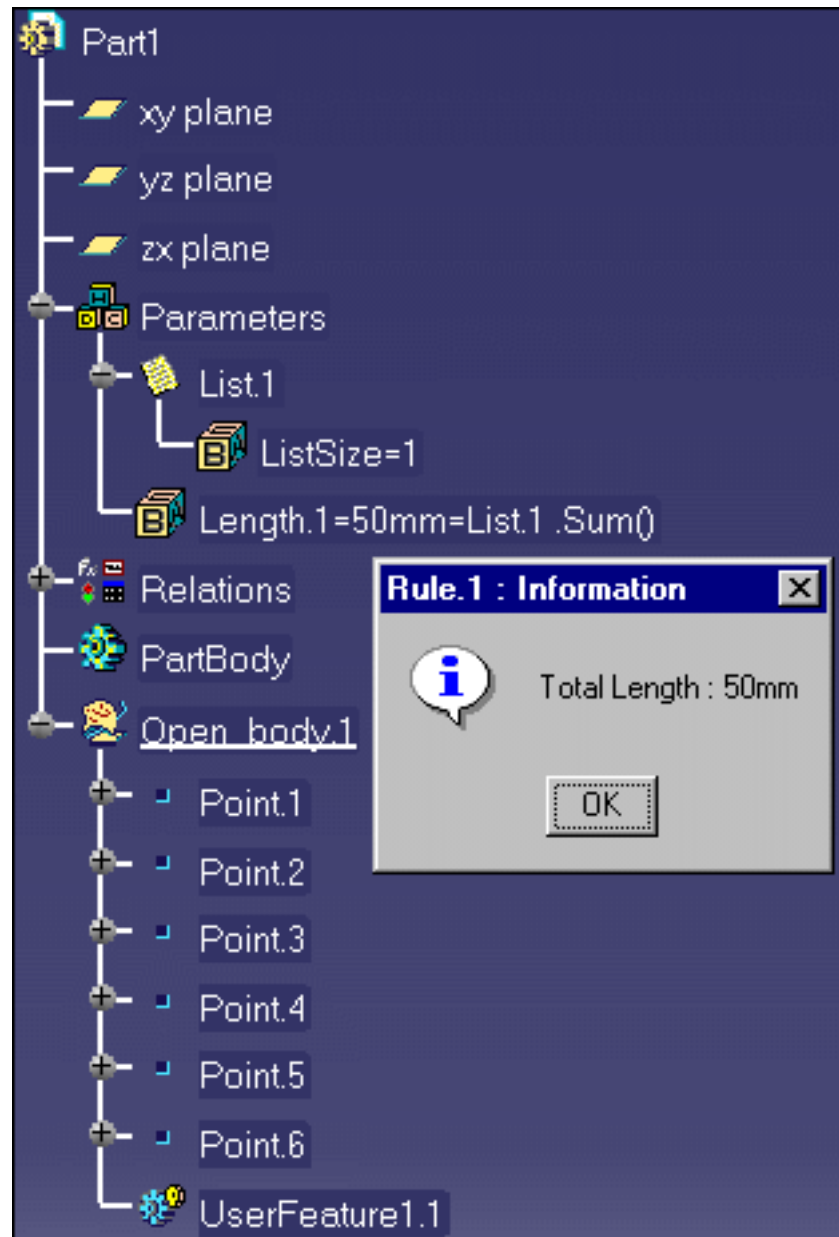 Part1
xy plane
yz plane
zx plane
Parameters
List.1
ListSize=1
Length.1=50mm=List.1 .Sum()
Relations
PartBody
Open_body.1
Point.1
Point.2
Point.3
Point.4
Point.5
Point.6
UserFeature1.1
Rule.1 : Information
Total Length : 50mm
OK